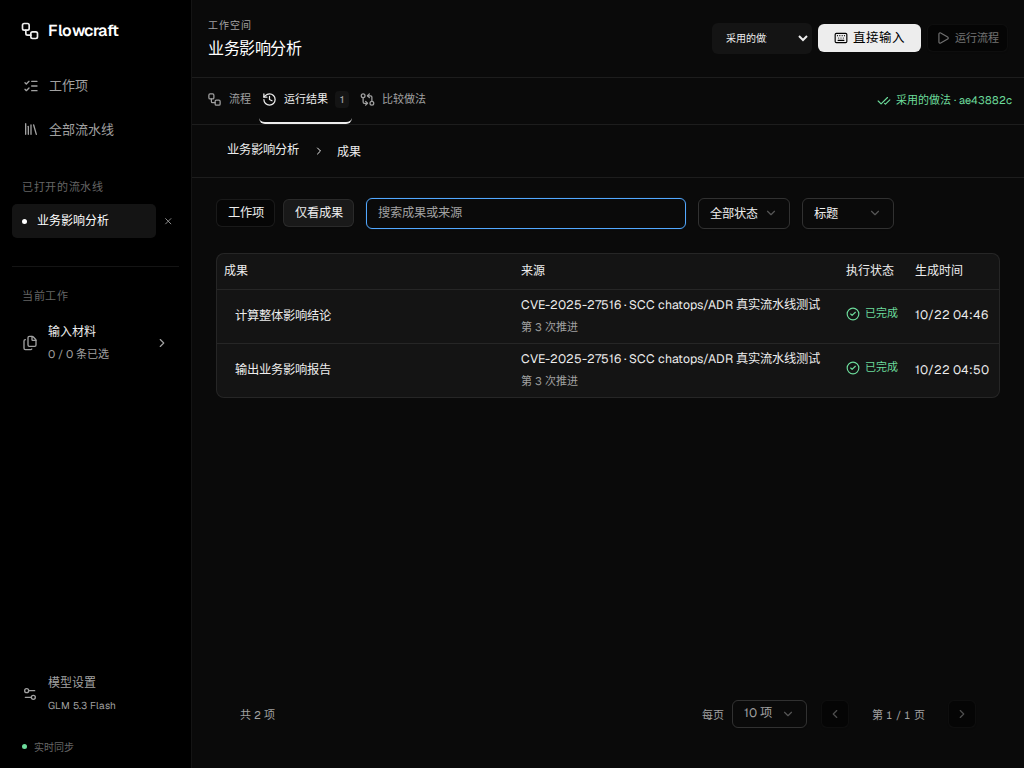 Flowcraft
工作项
全部流水线
已打开的流水线
业务影响分析
当前工作
输入材料
0 / 0 条已选
模型设置
GLM 5.3 Flash
实时同步
工作空间
业务影响分析
采用的做
直接输入
运行流程
流程
运行结果 1
比较做法
采用的做法 · ae43882c
业务影响分析
成果
工作项
仅看成果
搜索成果或来源
全部状态
标题
成果 来源 执行状态 生成时间
计算整体影响结论
CVE-2025-27516 · SCC chatops/ADR 真实流水线测试
第 3 次推进
已完成
10/22 04:46
输出业务影响报告
CVE-2025-27516 · SCC chatops/ADR 真实流水线测试
第 3 次推进
已完成
10/22 04:50
共 2 项
每页
10 项
第 1 / 1 页